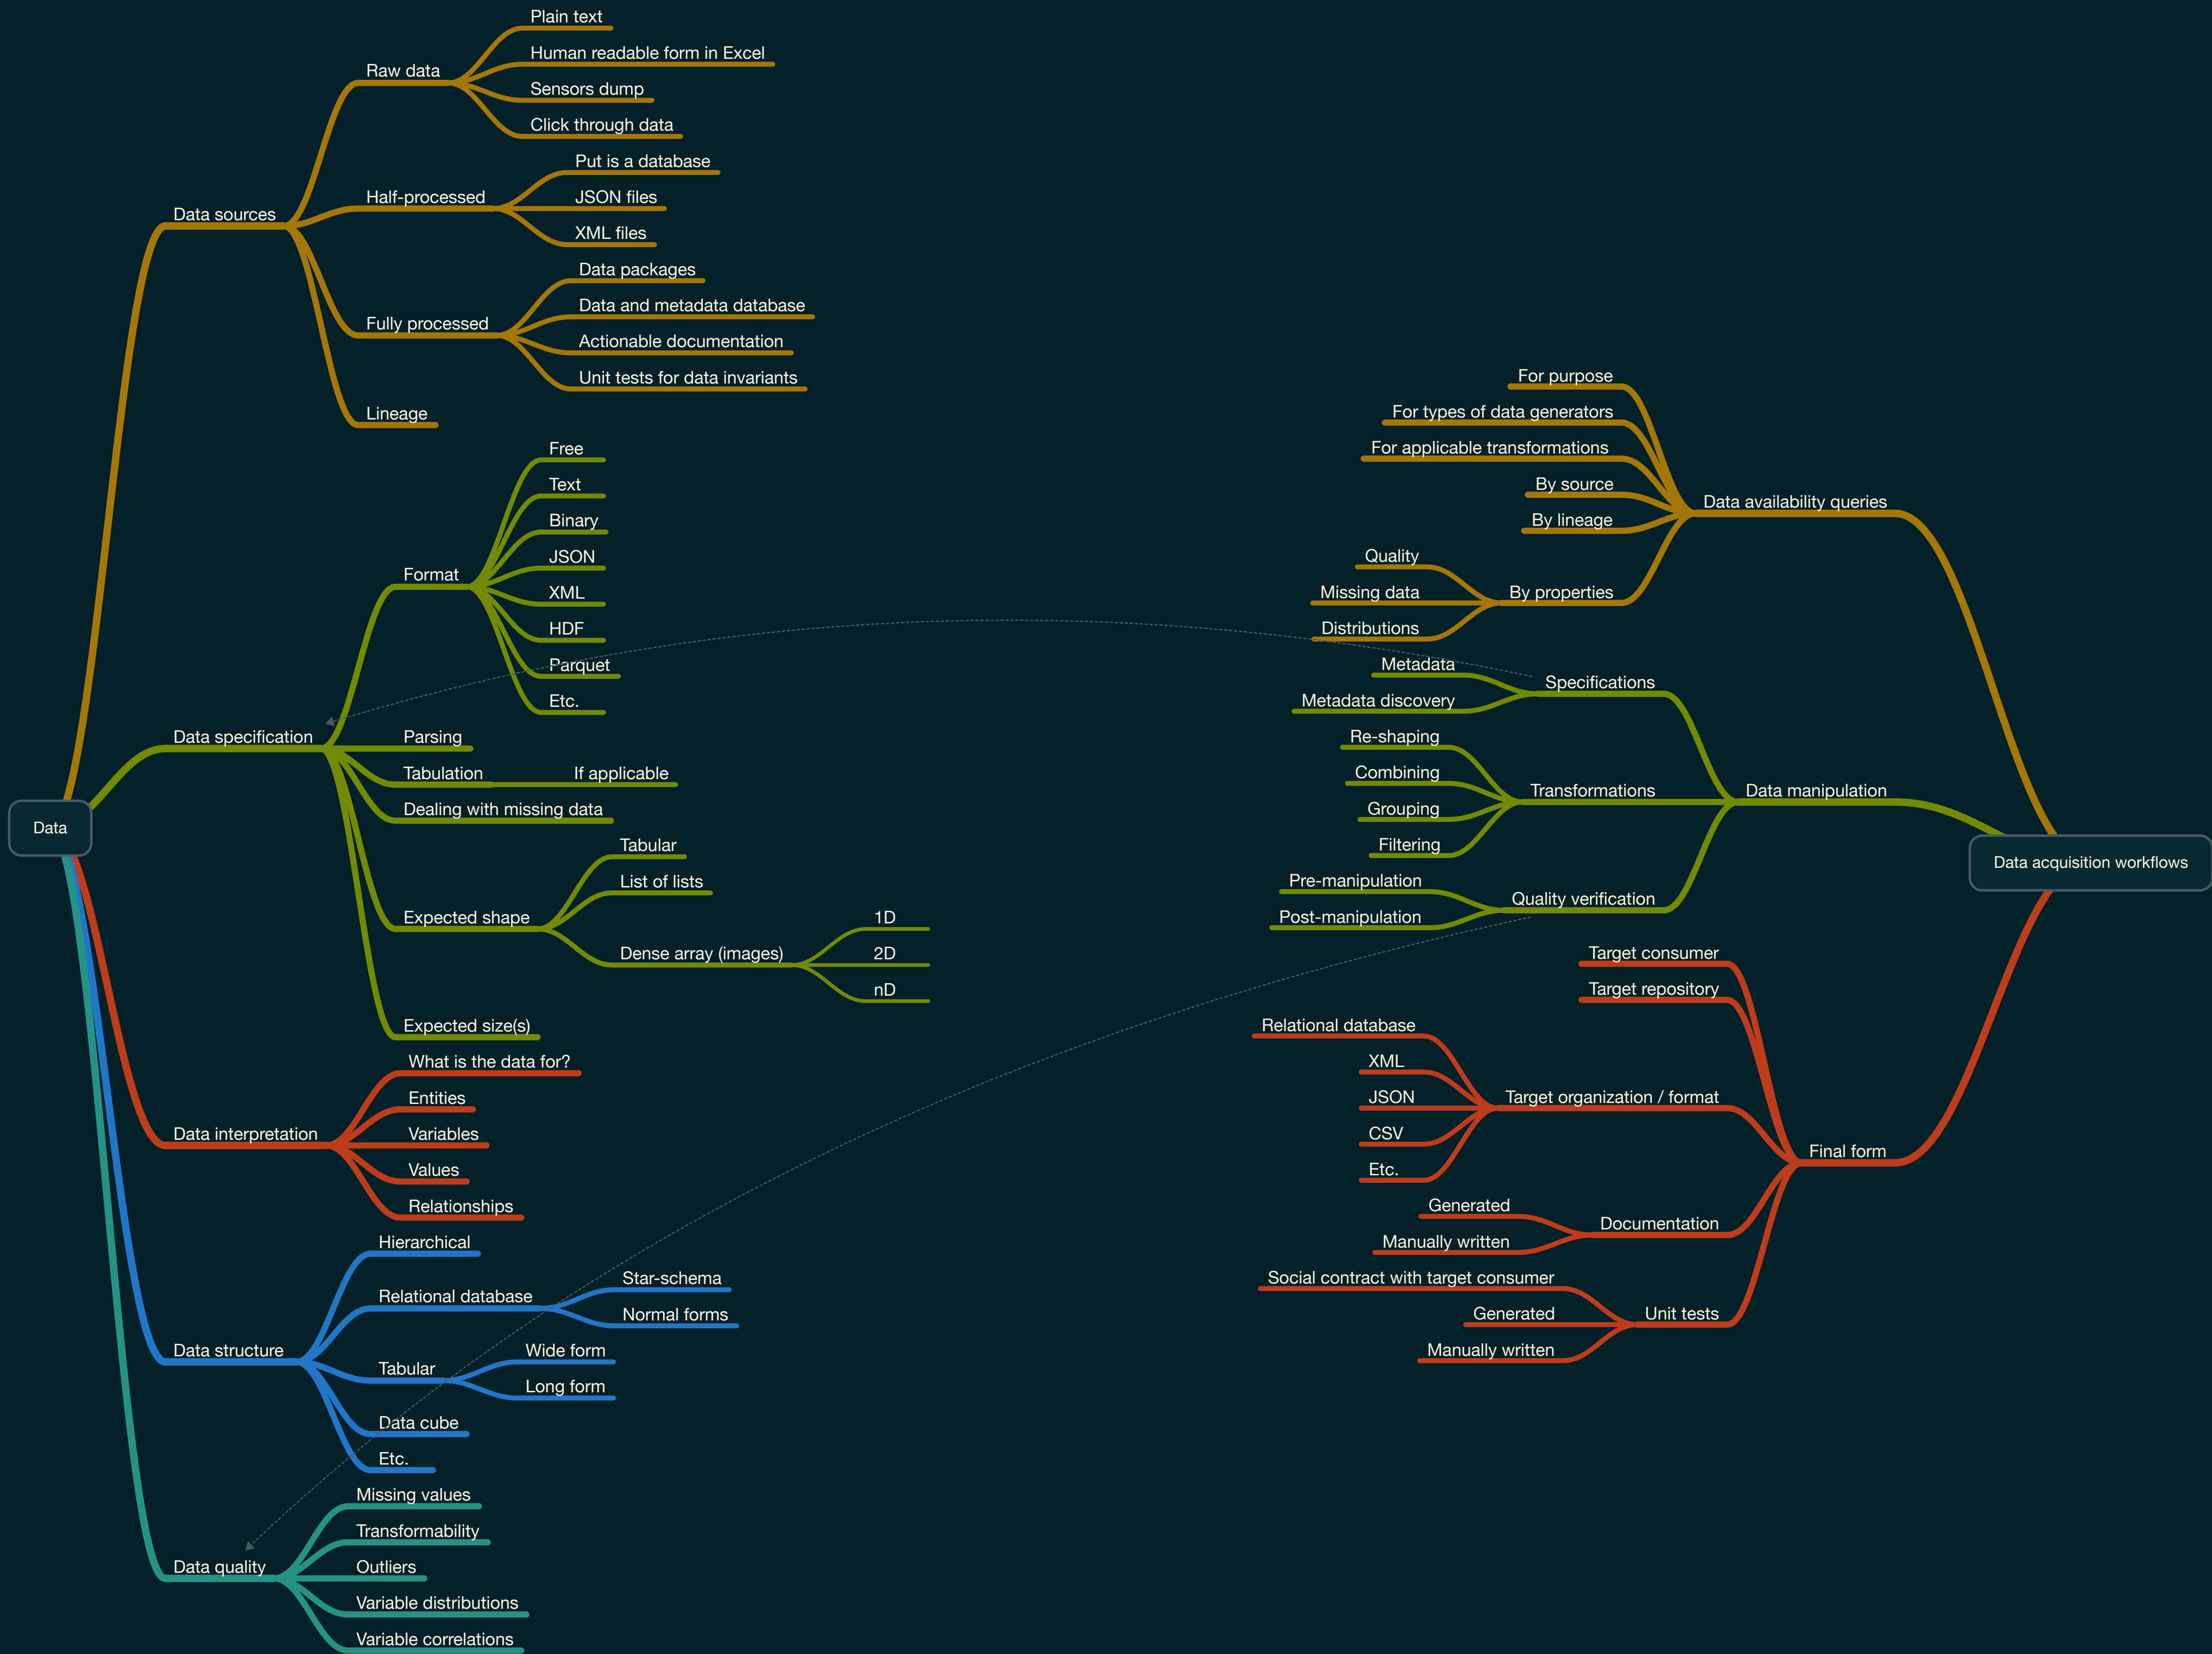 Data
Data sources
Raw data
Plain text
Human readable form in Excel
Sensors dump
Click through data
Half-processed
Put is a database
JSON files
XML files
Fully processed
Data packages
Data and metadata database
Actionable documentation
Unit tests for data invariants
Lineage
Data specification
Format
Free
Text
Binary
JSON
XML
HDF
Parquet
Etc.
Parsing
Tabulation
If applicable
Dealing with missing data
Expected shape
Tabular
List of lists
Dense array (images)
1D
2D
nD
Expected size(s)
Data interpretation
What is the data for?
Entities
Variables
Values
Relationships
Data structure
Hierarchical
Relational database
Star-schema
Normal forms
Tabular
Wide form
Long form
Data cube
Etc.
Data quality
Missing values
Transformability
Outliers
Variable distributions
Variable correlations
Data acquisition workflows
Data availability queries
For purpose
For types of data generators
For applicable transformations
By source
By lineage
By properties
Quality
Missing data
Distributions
Data manipulation
Specifications
Metadata
Metadata discovery
Transformations
Re-shaping
Combining
Grouping
Filtering
Quality verification
Pre-manipulation
Post-manipulation
Final form
Target consumer
Target repository
Target organization / format
Relational database
XML
JSON
CSV
Etc.
Documentation
Generated
Manually written
Unit tests
Social contract with target consumer
Generated
Manually written